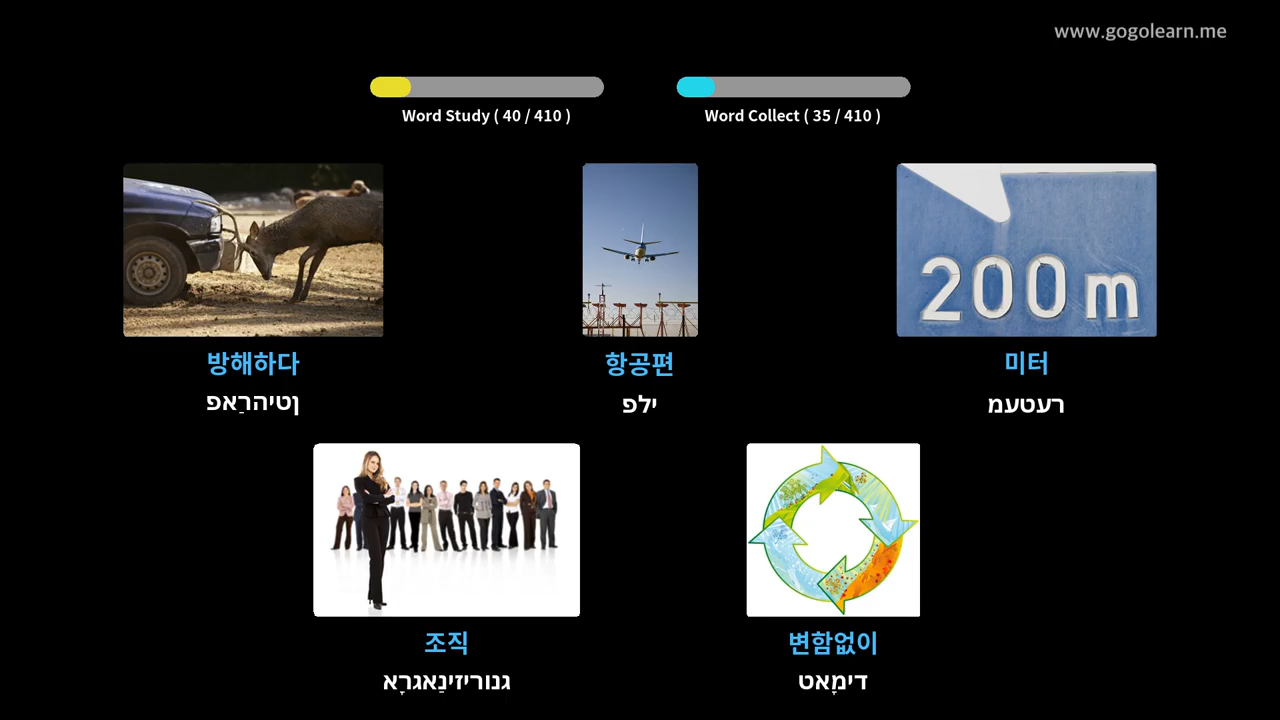 www.gogolearn.me
Word Study ( 40 / 410 )
Word Collect ( 35 / 410 )
방해하다
항공편
미터
ןטיהרַאפ
ילפ
רעטעמ
조직
변함없이
גנוריזינַאגרָא
דימָאט
200m